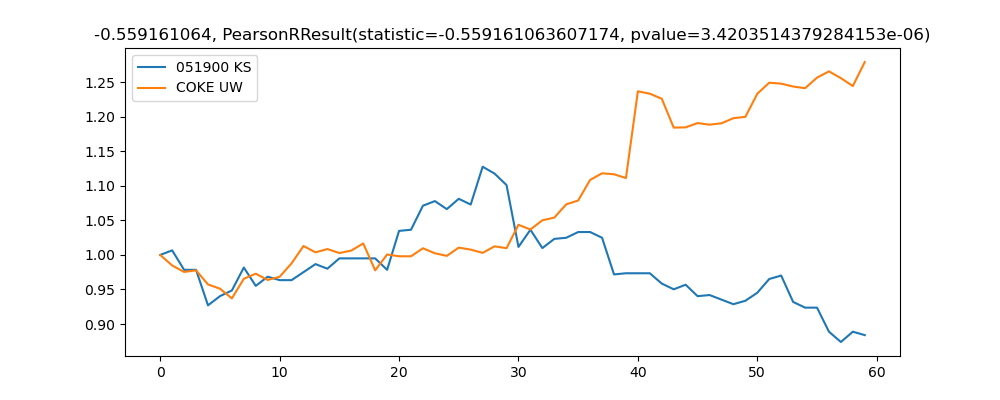 -0.559161064, PearsonRResult(statistic=-0.559161063607174, pvalue=3.4203514379284153e-06)
051900 KS
COKE UW
1.25
1.20
1.15
1.10
1.05
1.00
0.95
0.90
0 10 20 30 40 50 60